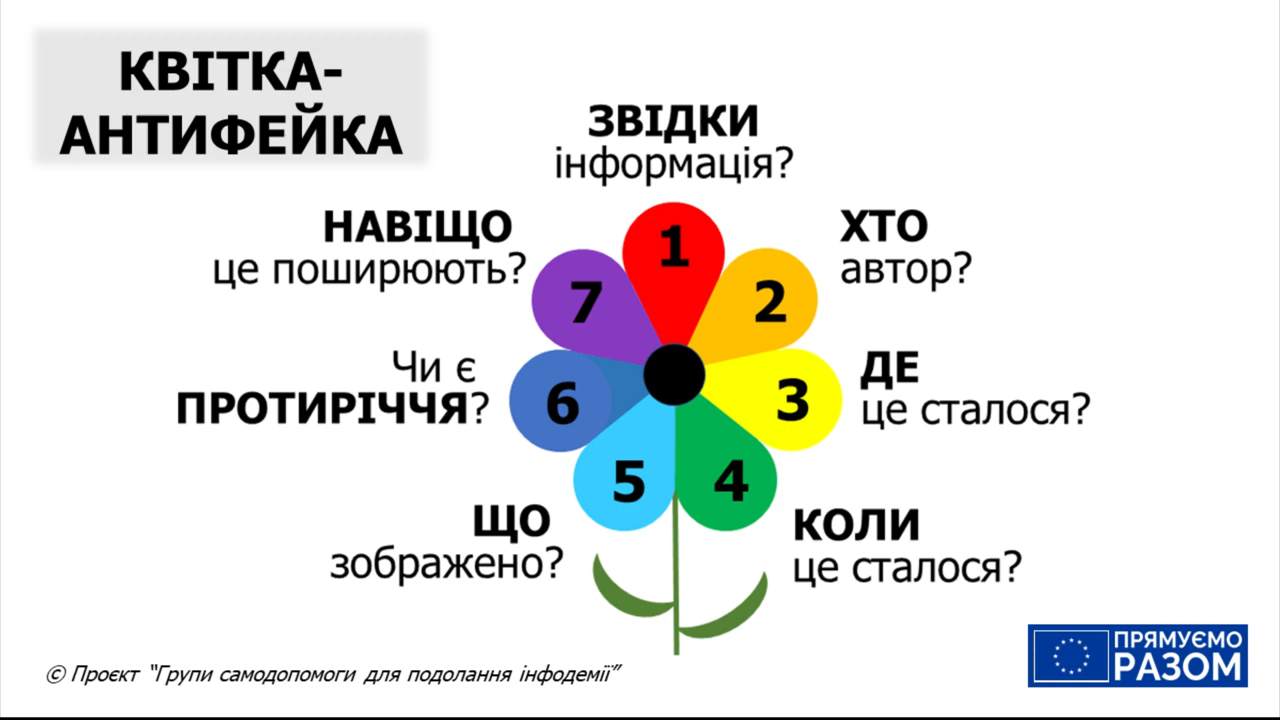 КВІТКА-
АНТИФЕЙКА
ЗВІДКИ
інформація?
1
ХТО
автор?
2
ДЕ
це сталося?
3
КОЛИ
це сталося?
4
ЩО
зображено?
5
Чи є
ПРОТИРІЧЧЯ?
6
НАВІЩО
це поширюють?
7
© Проєкт "Групи самодопомоги для подолання інфодемії"
ПРЯМУЄМО
РАЗОМ